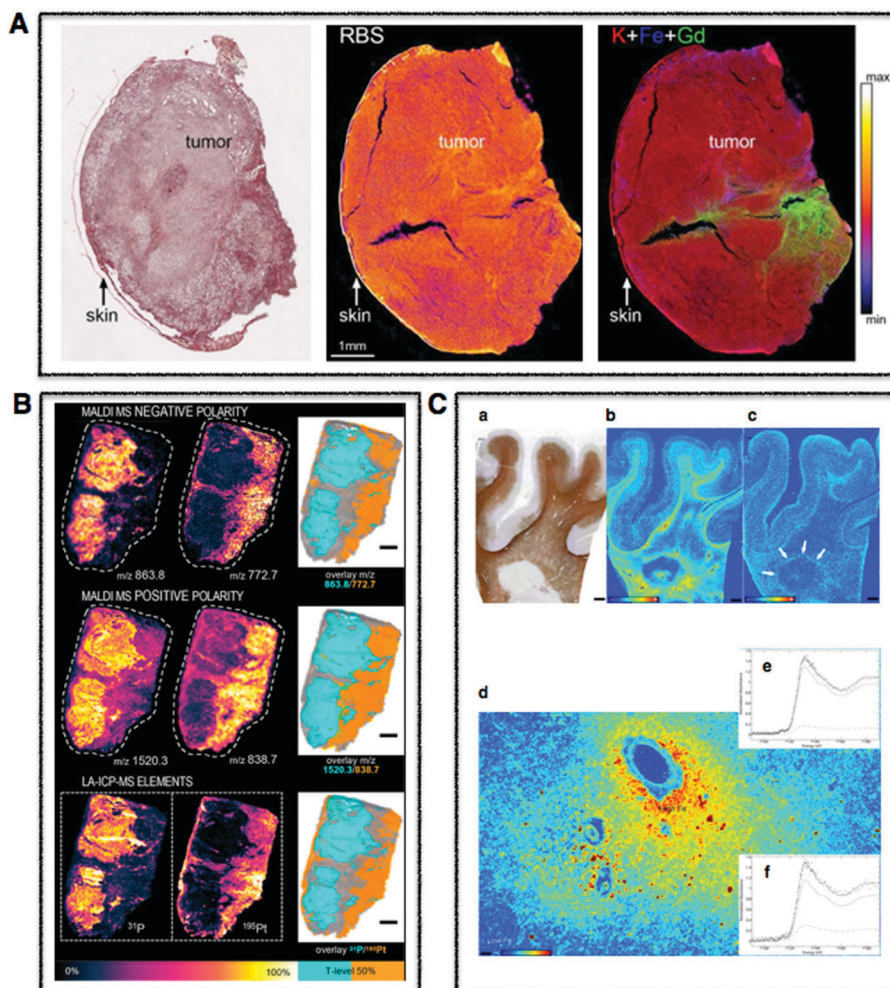 A
RBS
K+Fe+Gd
max
tumor
tumor
tumor
skin
skin
skin
1mm
min
B
MALDI MS NEGATIVE POLARITY
m/z 863.8
m/z 772.7
overlay m/z
863.8/772.7
MALDI MS POSITIVE POLARITY
m/z 1520.3
m/z 838.7
overlay m/z
1520.3/838.7
LA-ICP-MS ELEMENTS
31P
195Pt
overlay 31P/195Pt
0%
100%
T-level 50%
C
a
b
c
d
e
f